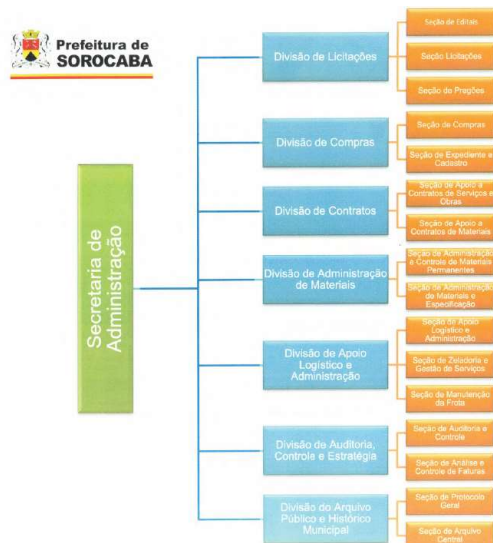 Prefeitura de
SOROCABA
Secretaria de
Administração
Divisão de Licitações
Seção de Editais
Seção Licitações
Seção de Pregões
Divisão de Compras
Seção de Compras
Seção de Expediente e
Cadastro
Divisão de Contratos
Seção de Apoio a
Contratos de Serviços e
Obras
Seção de Apoio a
Contratos de Materiais
Divisão de Administração
de Materiais
Seção de Administração
e Controle de Materiais
Permanentes
Seção de Administração
de Materiais e
Especificação
Divisão de Apoio
Logístico e
Administração
Seção de Apoio
Logístico e
Administração
Seção de Zeladoria e
Gestão de Serviços
Seção de Manutenção
da Frota
Divisão de Auditoria,
Controle e Estratégia
Seção de Auditoria e
Controle
Seção de Análise e
Controle de Faturas
Divisão do Arquivo
Público e Histórico
Municipal
Seção de Protocolo
Geral
Seção de Arquivo
Central